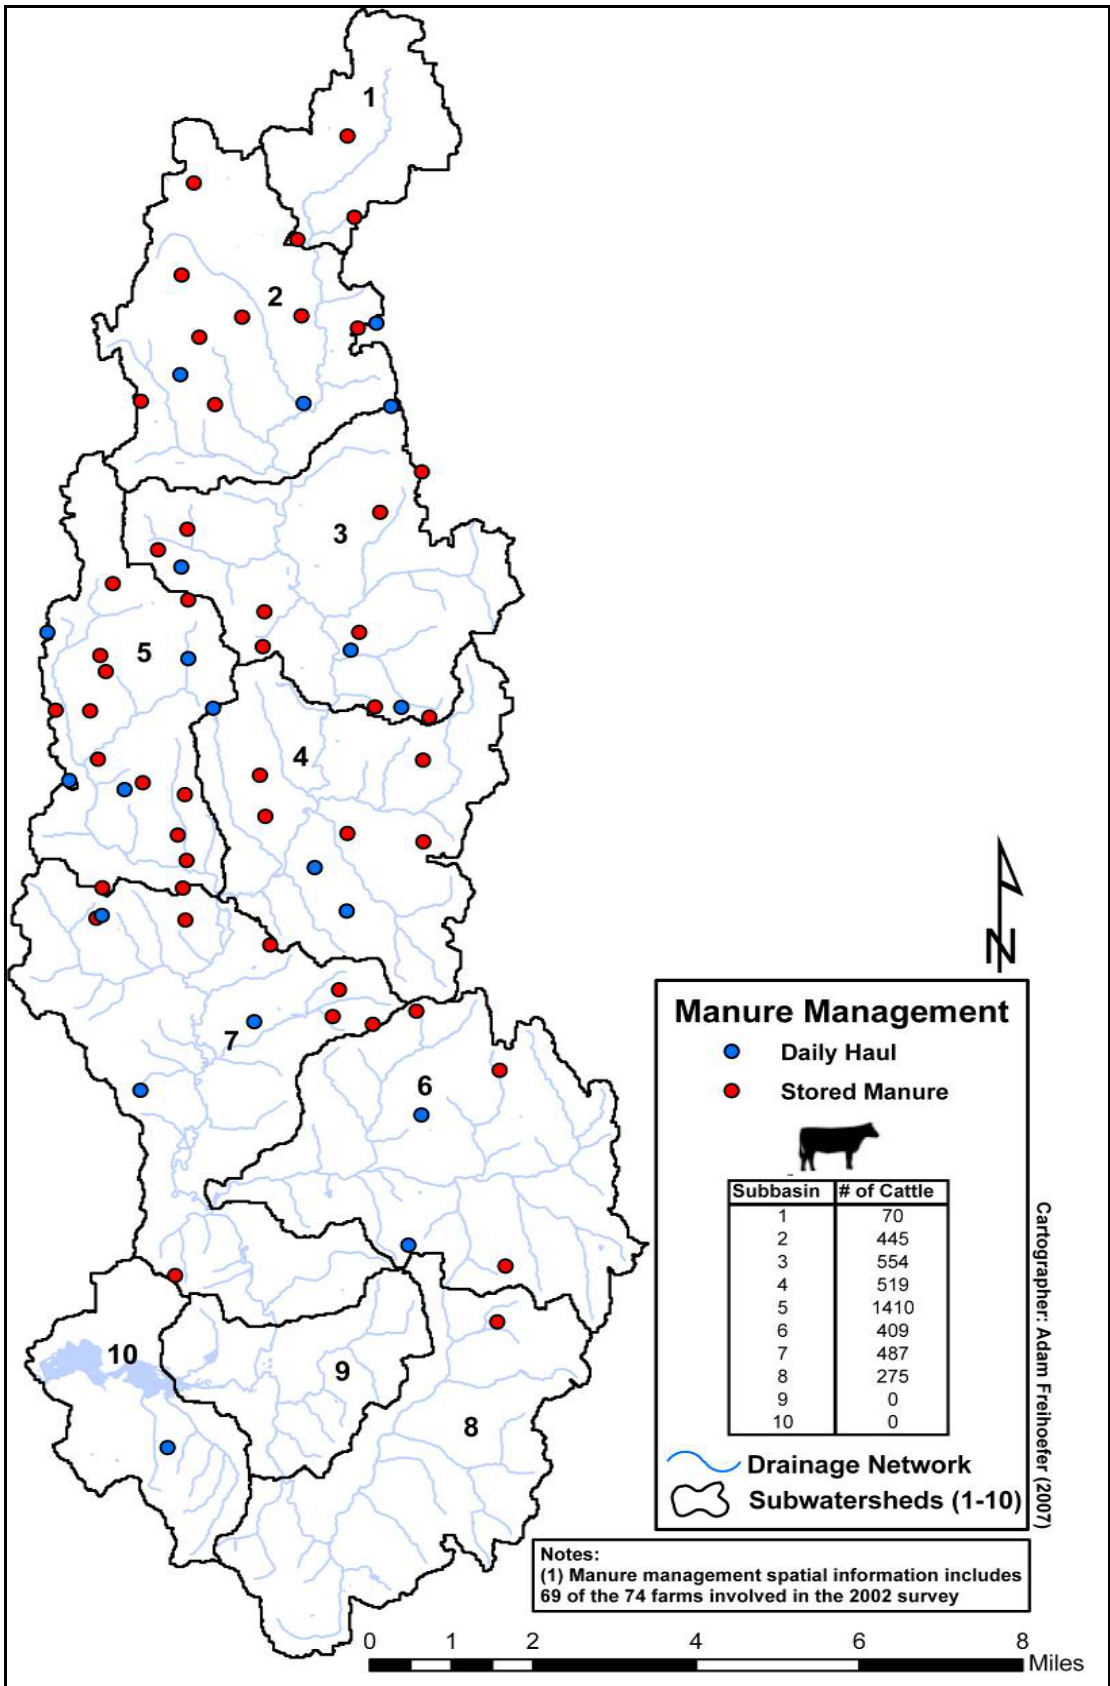 1
2
3
5
4
7
6
10
9
8
N
Manure Management
Daily Haul
Stored Manure
Subbasin # of Cattle
1 70
2 445
3 554
4 519
5 1410
6 409
7 487
8 275
9 0
10 0
Drainage Network
Subwatersheds (1-10)
Cartographer: Adam Freihoefer (2007)
Notes:
(1) Manure management spatial information includes
69 of the 74 farms involved in the 2002 survey
0 1 2 4 6 8
Miles